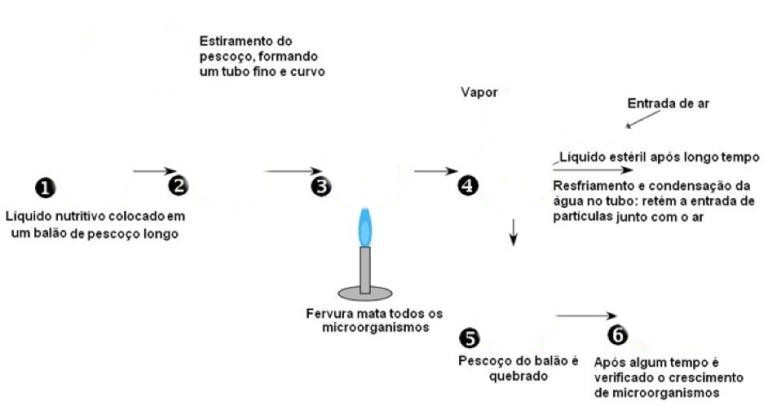 Estiramento do
pescoço, formando
um tubo fino e curvo
Vapor
Entrada de ar
Líquido estéril após longo tempo
1
2
3
4
Líquido nutritivo colocado em
um balão de pescoço longo
Resfriamento e condensação da
água no tubo: retém a entrada de
partículas junto com o ar
Fervura mata todos os
microorganismos
5
6
Pescoço do balão é
quebrado
Após algum tempo é
verificado o crescimento
de microorganismos